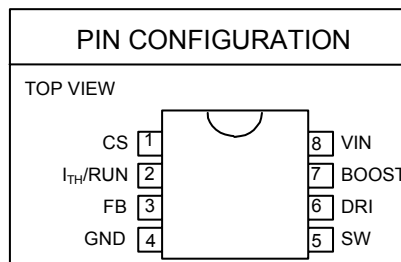 PIN CONFIGURATION
TOP VIEW
CS 1 8 VIN
I_TH/RUN 2 7 BOOST
FB 3 6 DRI
GND 4 5 SW